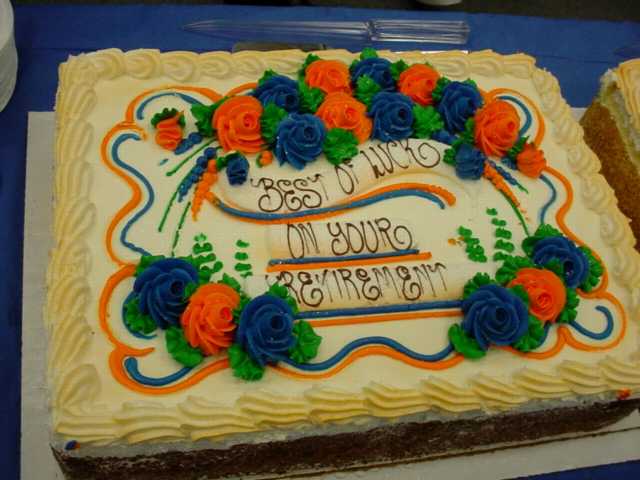 BEST OF LUCK
ON YOUR
RETIREMENT